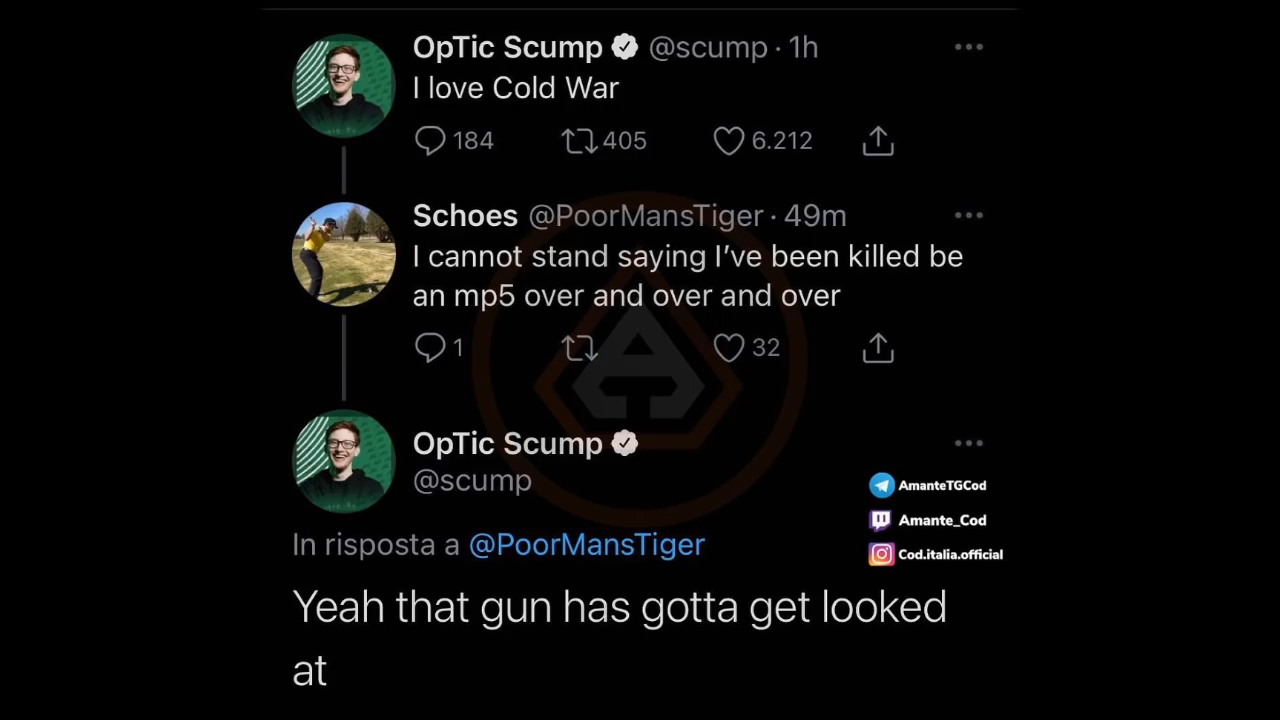 OpTic Scump @scump · 1h
I love Cold War
184 405 6.212
Schoes @PoorMansTiger · 49m
I cannot stand saying I've been killed be
an mp5 over and over and over
1 32
OpTic Scump
@scump
AmanteTGCod
Amante_Cod
Cod.italia.official
In risposta a @PoorMansTiger
Yeah that gun has gotta get looked
at